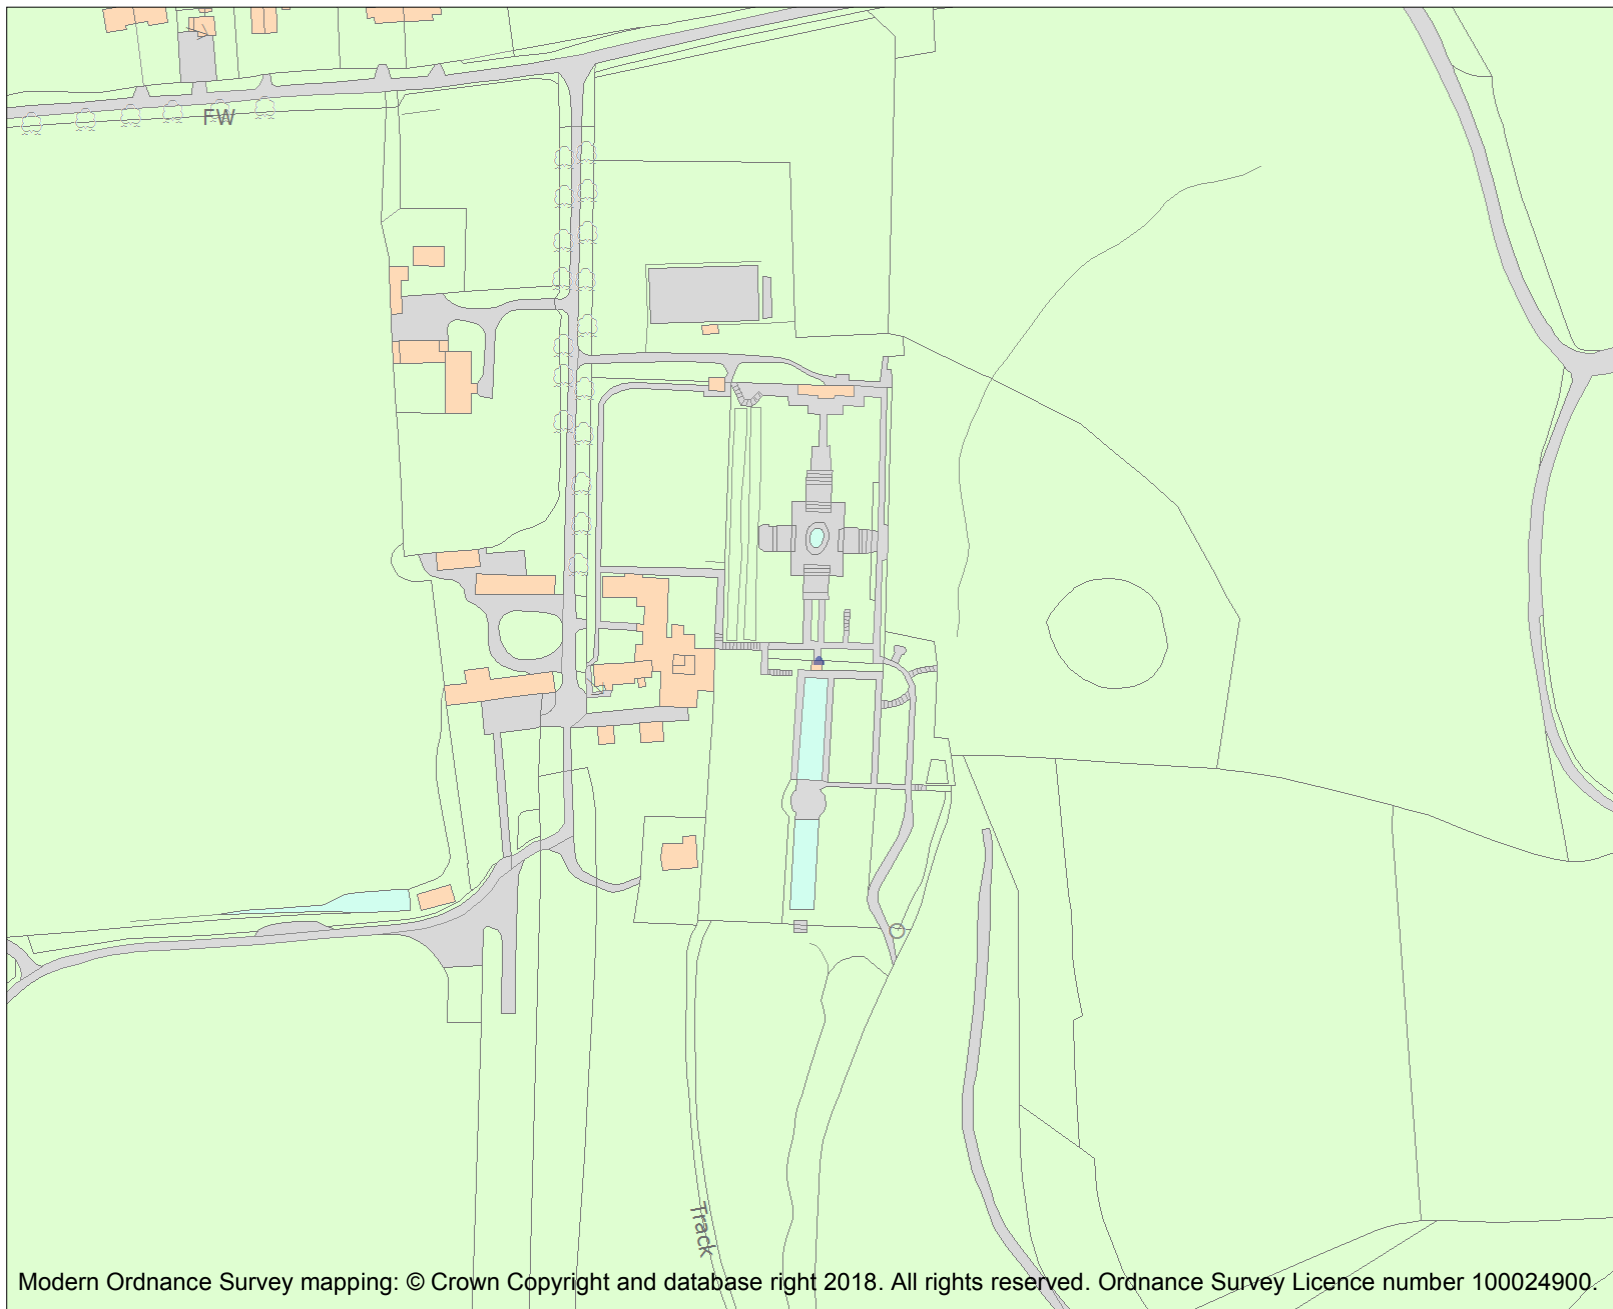 FW
Track
Modern Ordnance Survey mapping: © Crown Copyright and database right 2018. All rights reserved. Ordnance Survey Licence number 100024900.